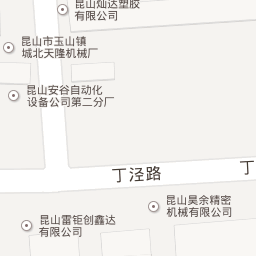 昆山灿达塑胶
有限公司
昆山市玉山镇
城北天隆机械厂
昆山安谷自动化
设备公司第二分厂
丁泾路
丁
昆山昊余精密
机械有限公司
昆山雷钜创鑫达
有限公司